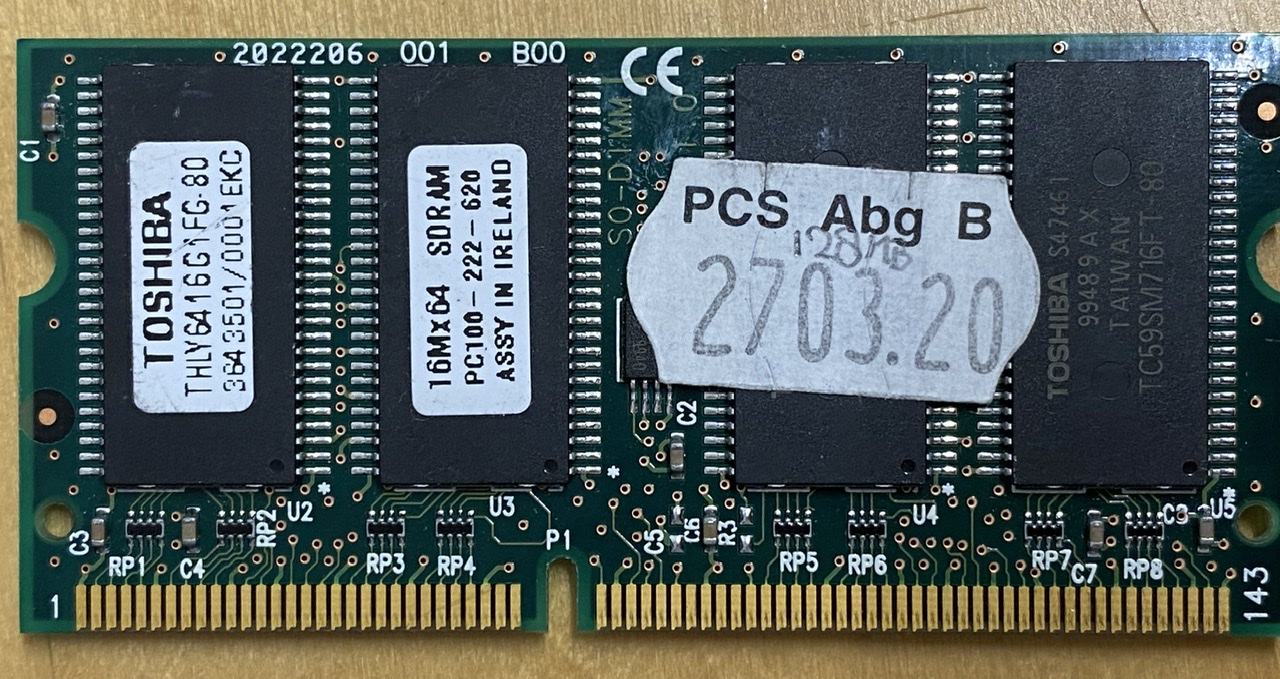 2022206 001 B00
CE
C1
TOSHIBA
THLY6416G1FG-80
3643501/0001EKC
16Mx64 SDRAM
PC100-222-620
ASSY IN IRELAND
SO-DIMM
PCS Abg B
128MB
2703.20
TOSHIBA
99489AX
TAIWAN
TC59SM716FT-80
C2
* * * *
U2 U3 U4 U5
C3 RP2 C5 C6 R3 C8
P1
RP1 C4 RP3 RP4 RP5 RP6 RP7 C7 RP8
1 143